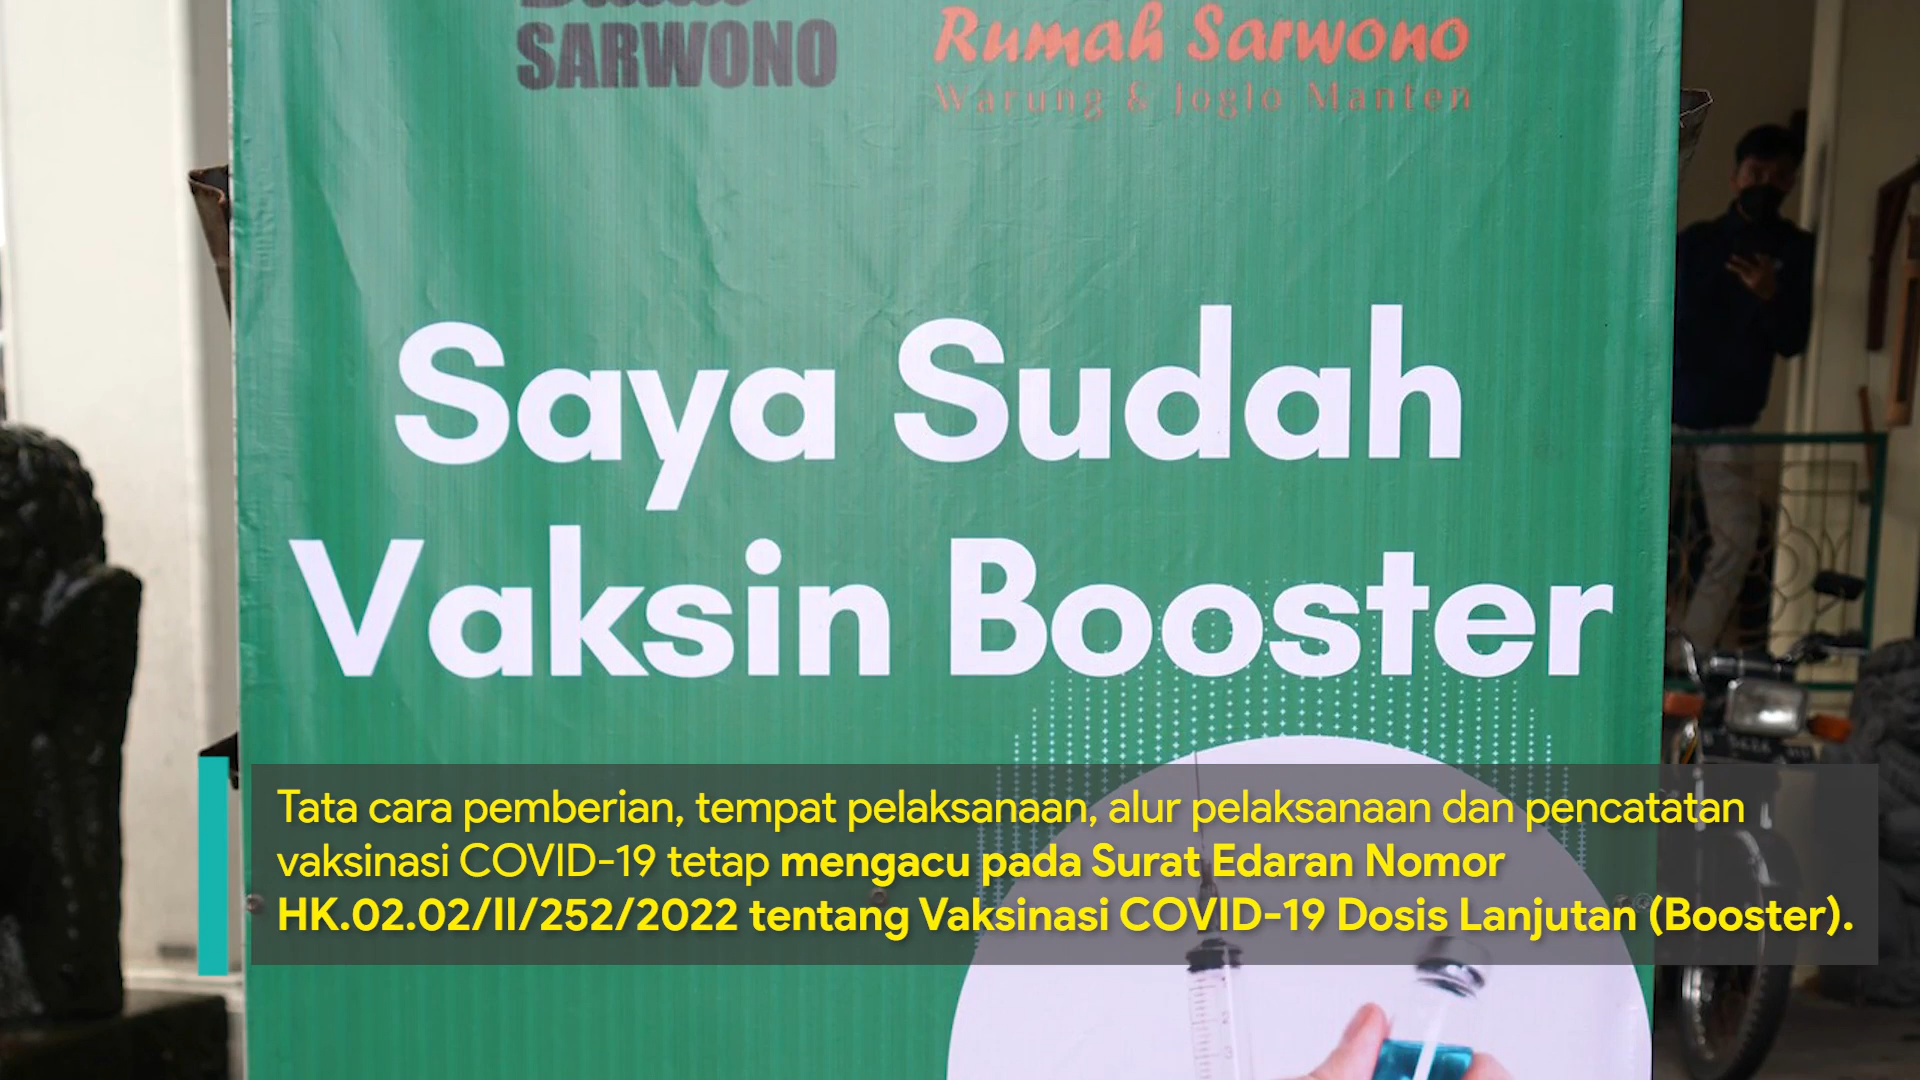 SARWONO
Rumah Sarwono
Warung & Joglo Manten
Saya Sudah
Vaksin Booster
Tata cara pemberian, tempat pelaksanaan, alur pelaksanaan dan pencatatan
vaksinasi COVID-19 tetap mengacu pada Surat Edaran Nomor
HK.02.02/II/252/2022 tentang Vaksinasi COVID-19 Dosis Lanjutan (Booster).